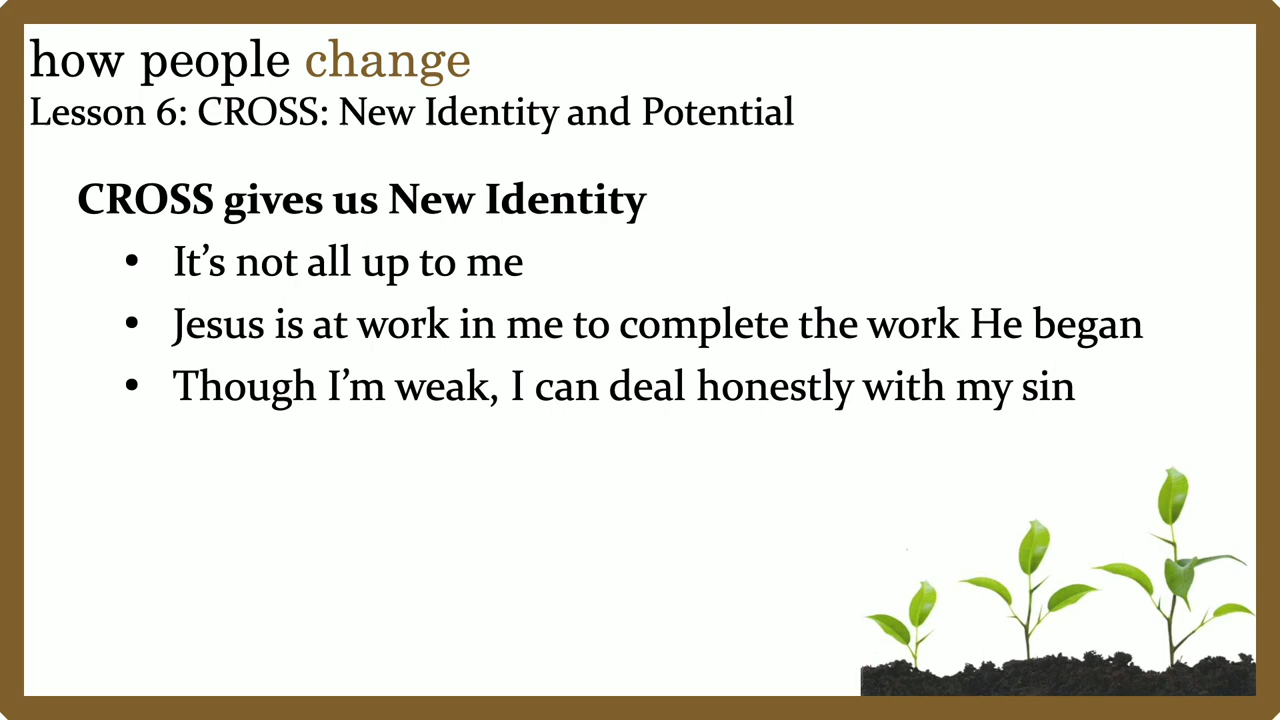 how people change
Lesson 6: CROSS: New Identity and Potential
CROSS gives us New Identity
• It’s not all up to me
• Jesus is at work in me to complete the work He began
• Though I’m weak, I can deal honestly with my sin